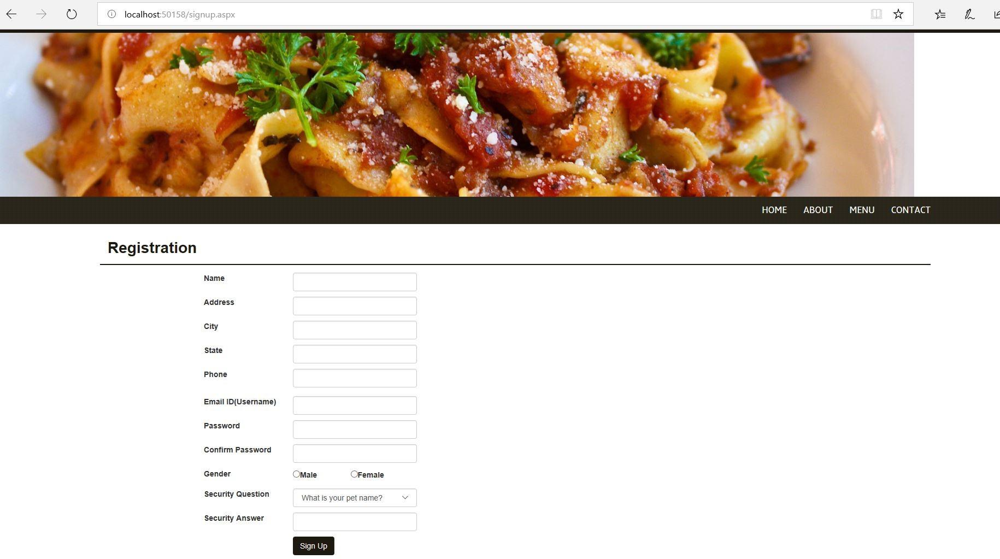 localhost:50158/signup.aspx
HOME ABOUT MENU CONTACT
Registration
Name
Address
City
State
Phone
Email ID(Username)
Password
Confirm Password
Gender Male Female
Security Question What is your pet name?
Security Answer
Sign Up